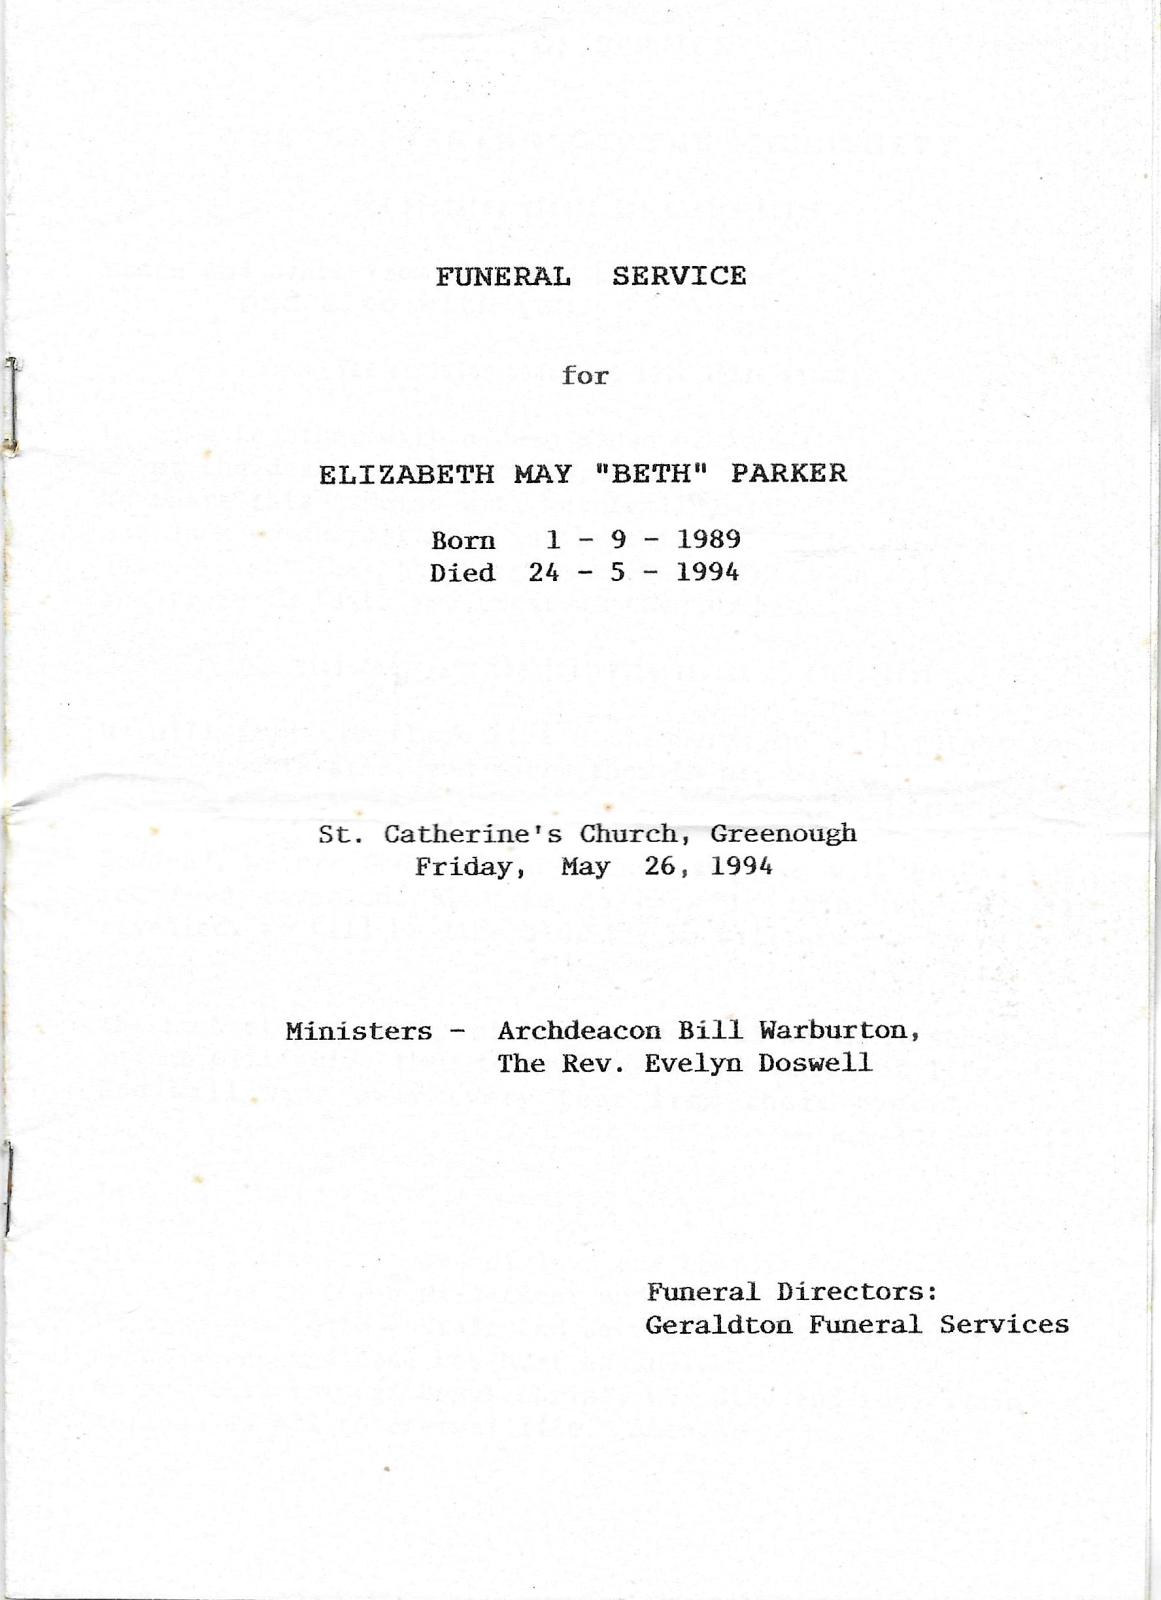 FUNERAL SERVICE
for
ELIZABETH MAY "BETH" PARKER
Born 1 - 9 - 1989
Died 24 - 5 - 1994
St. Catherine's Church, Greenough
Friday, May 26, 1994
Ministers - Archdeacon Bill Warburton,
The Rev. Evelyn Doswell
Funeral Directors:
Geraldton Funeral Services